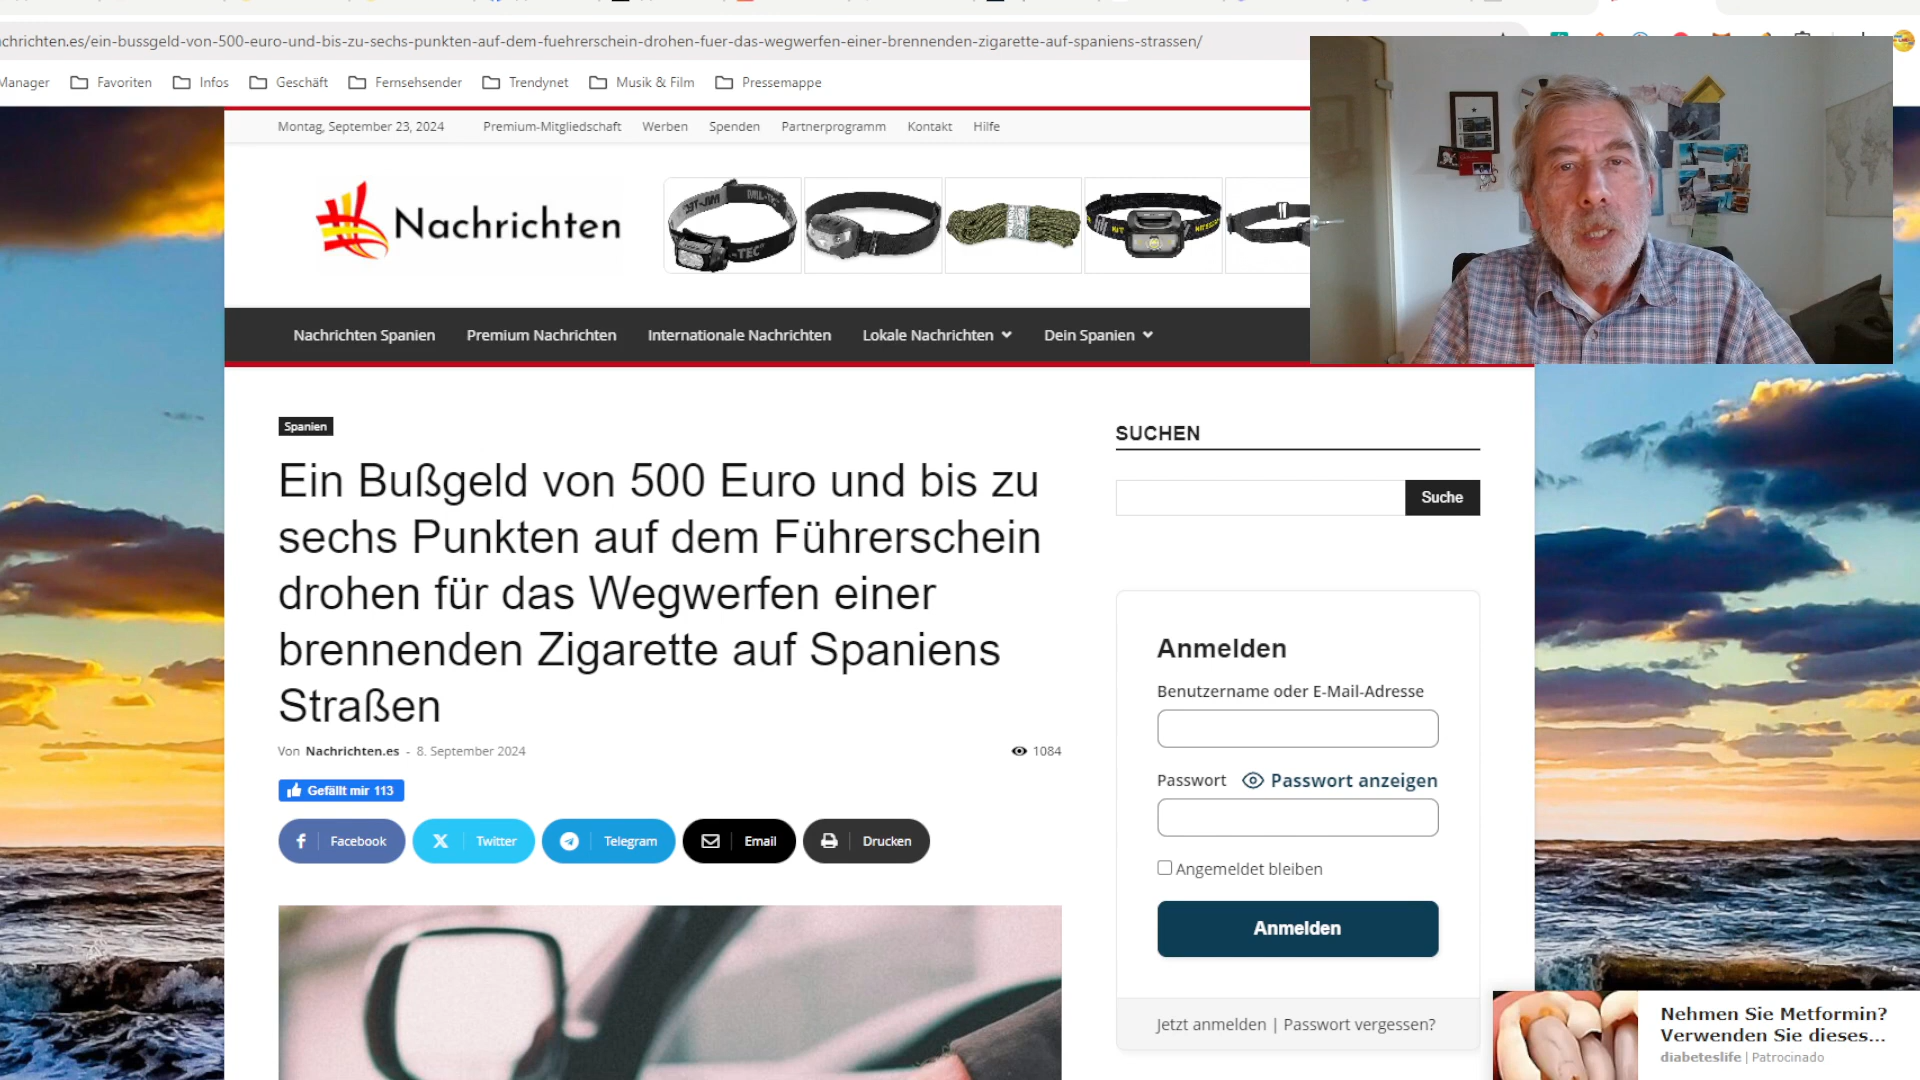 chrichten.es/ein-bussgeld-von-500-euro-und-bis-zu-sechs-punkten-auf-dem-fuehrerschein-drohen-fuer-das-wegwerfen-einer-brennenden-zigarette-auf-spaniens-strassen/
Manager Favoriten Infos Geschäft Fernsehsender Trendynet Musik & Film Pressemappe
Montag, September 23, 2024 Premium-Mitgliedschaft Werben Spenden Partnerprogramm Kontakt Hilfe
Nachrichten
Nachrichten Spanien Premium Nachrichten Internationale Nachrichten Lokale Nachrichten Dein Spanien
Spanien
Ein Bußgeld von 500 Euro und bis zu
sechs Punkten auf dem Führerschein
drohen für das Wegwerfen einer
brennenden Zigarette auf Spaniens
Straßen
Von Nachrichten.es - 8. September 2024 1084
Gefällt mir 113
Facebook Twitter Telegram Email Drucken
SUCHEN
Suche
Anmelden
Benutzername oder E-Mail-Adresse
Passwort Passwort anzeigen
Angemeldet bleiben
Anmelden
Jetzt anmelden | Passwort vergessen?
Nehmen Sie Metformin?
Verwenden Sie dieses...
diabeteslife | Patrocinado